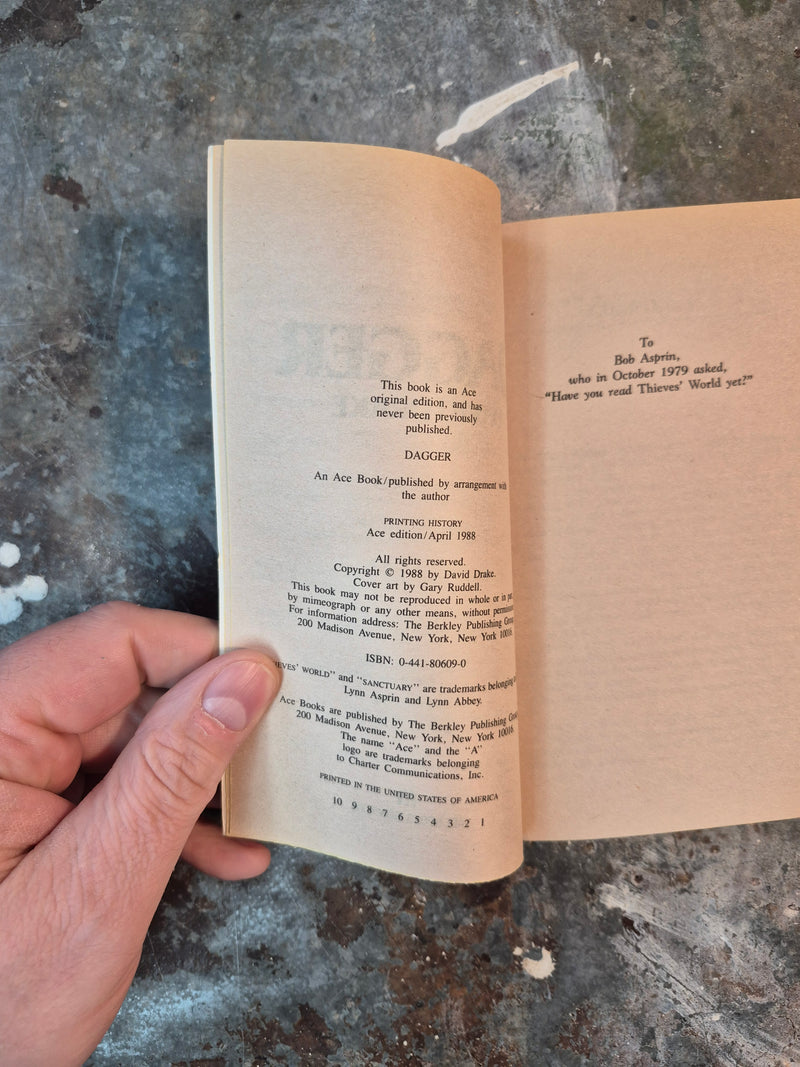 This book is an Ace
original edition, and has
never been previously
published.
DAGGER
An Ace Book/published by arrangement with
the author
PRINTING HISTORY
Ace edition/April 1988
All rights reserved.
Copyright © 1988 by David Drake.
Cover art by Gary Ruddell.
This book may not be reproduced in whole or in
by mimeograph or any other means, without
For information address: The Berkley Publishing
200 Madison Avenue, New York, New York 10016.
ISBN: 0-441-80609-0
WORLD" and "SANCTUARY" are trademarks belonging
Lynn Asprin and Lynn Abbey.
Ace Books are published by The Berkley Publishing
200 Madison Avenue, New York, New York 10016.
The name "Ace" and the "A"
logo are trademarks belonging
to Charter Communications, Inc.
PRINTED IN THE UNITED STATES OF AMERICA
10 9 8 7 6 5 4 3 2 1
To
Bob Asprin,
who in October 1979 asked,
"Have you read Thieves' World yet?"